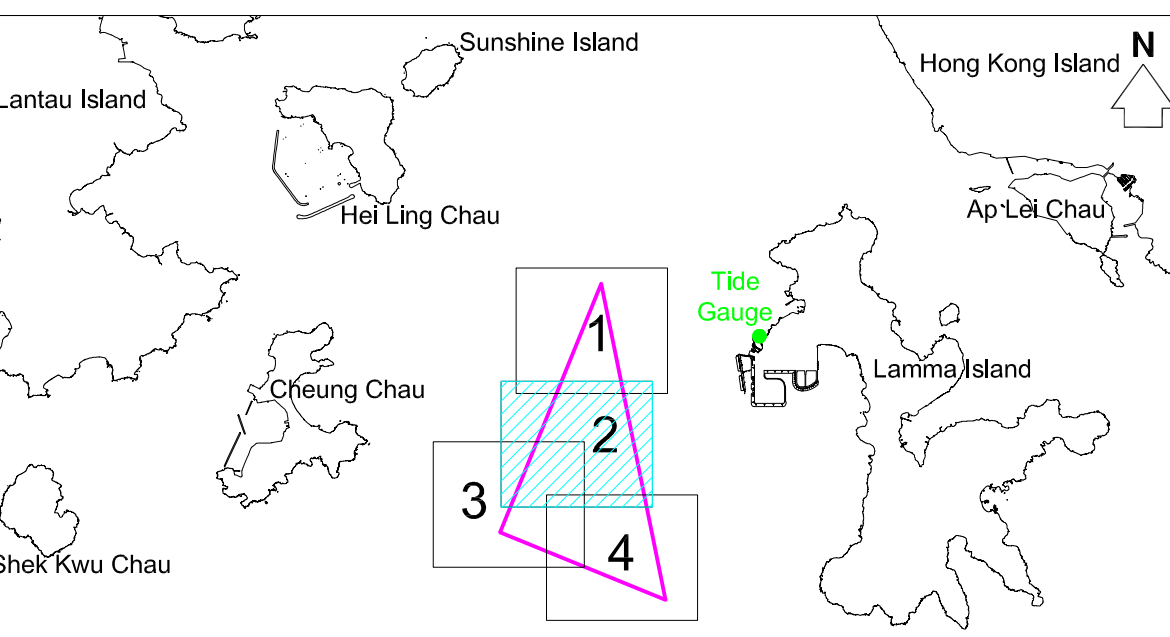 Sunshine Island
Hong Kong Island
N
Lantau Island
Hei Ling Chau
Ap Lei Chau
Tide
Gauge
1
Lamma Island
Cheung Chau
2
3
4
Shek Kwu Chau